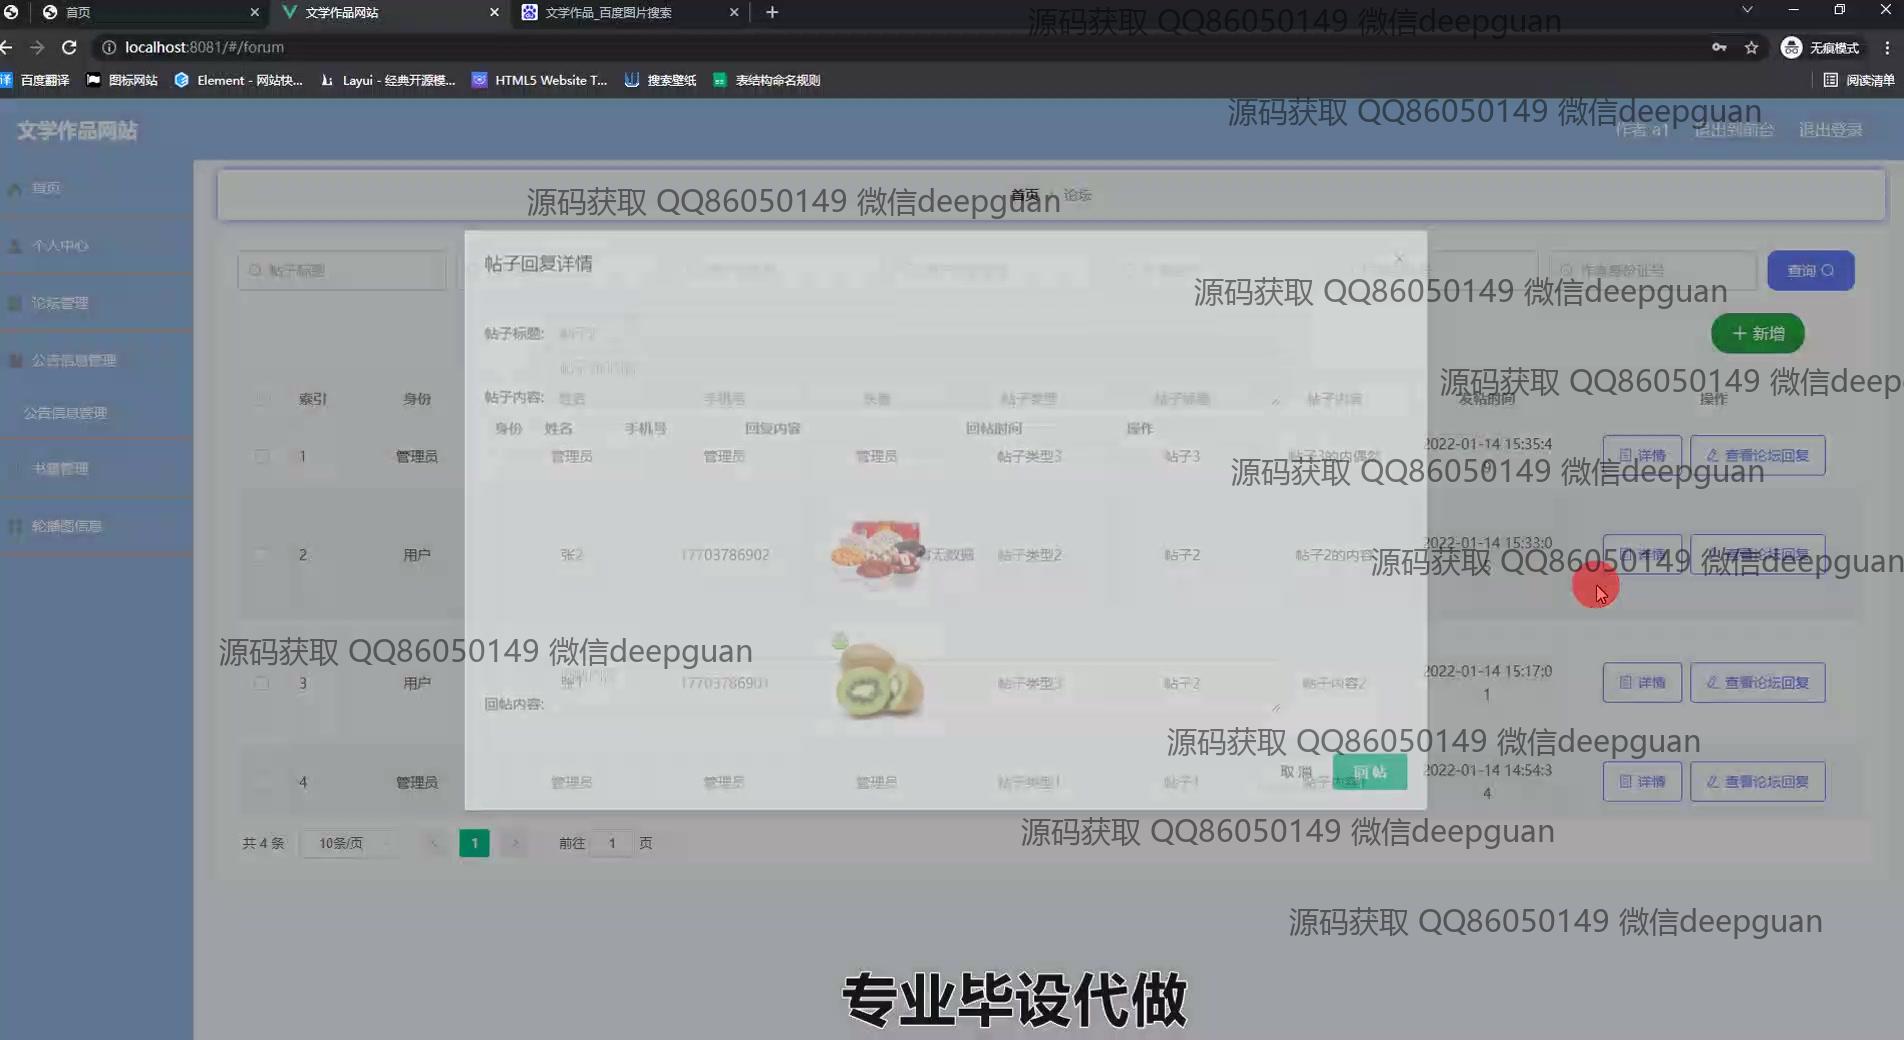 首页
文学作品网站
文学作品_百度图片搜索
源码获取 QQ86050149 微信deepguan
localhost:8081/#/forum
无痕模式
百度翻译
图标网站
Element - 网站快...
Layui - 经典开源模...
HTML5 Website T...
搜索壁纸
表结构命名规则
阅读清单
源码获取 QQ86050149 微信deepguan
文学作品网站
作者 a1
退出到前台
退出登录
首页
个人中心
论坛管理
公告信息管理
公告信息管理
书籍管理
轮播图信息
源码获取 QQ86050149 微信deepguan
首页
论坛
帖子标题
作者身份证号
查询
源码获取 QQ86050149 微信deepguan
+ 新增
帖子回复详情
帖子标题: 帖子2
帖子2的内容
帖子内容:
源码获取 QQ86050149 微信deepguan
索引 身份 姓名 手机号 头像 帖子类型 帖子标题 帖子内容 发帖时间 操作
身份 姓名 手机号 回复内容 回帖时间 操作
1 管理员 管理员 管理员 管理员 帖子类型3 帖子3 2022-01-14 15:35:4 详情 查看论坛回复
源码获取 QQ86050149 微信deepguan
2 用户 张2 17703786902 暂无数据 帖子类型2 帖子2 帖子2的内容 2022-01-14 15:33:0 详情 查看论坛回复
源码获取 QQ86050149 微信deepguan
源码获取 QQ86050149 微信deepguan
3 用户 张1 17703786901 帖子类型3 帖子2 帖子内容2 2022-01-14 15:17:0
1 详情 查看论坛回复
回帖内容:
源码获取 QQ86050149 微信deepguan
4 管理员 管理员 管理员 管理员 帖子类型1 帖子1 2022-01-14 14:54:3
4 详情 查看论坛回复
取 消
回 帖
源码获取 QQ86050149 微信deepguan
共 4 条 10条/页 1 前往 1 页
源码获取 QQ86050149 微信deepguan
专业毕设代做